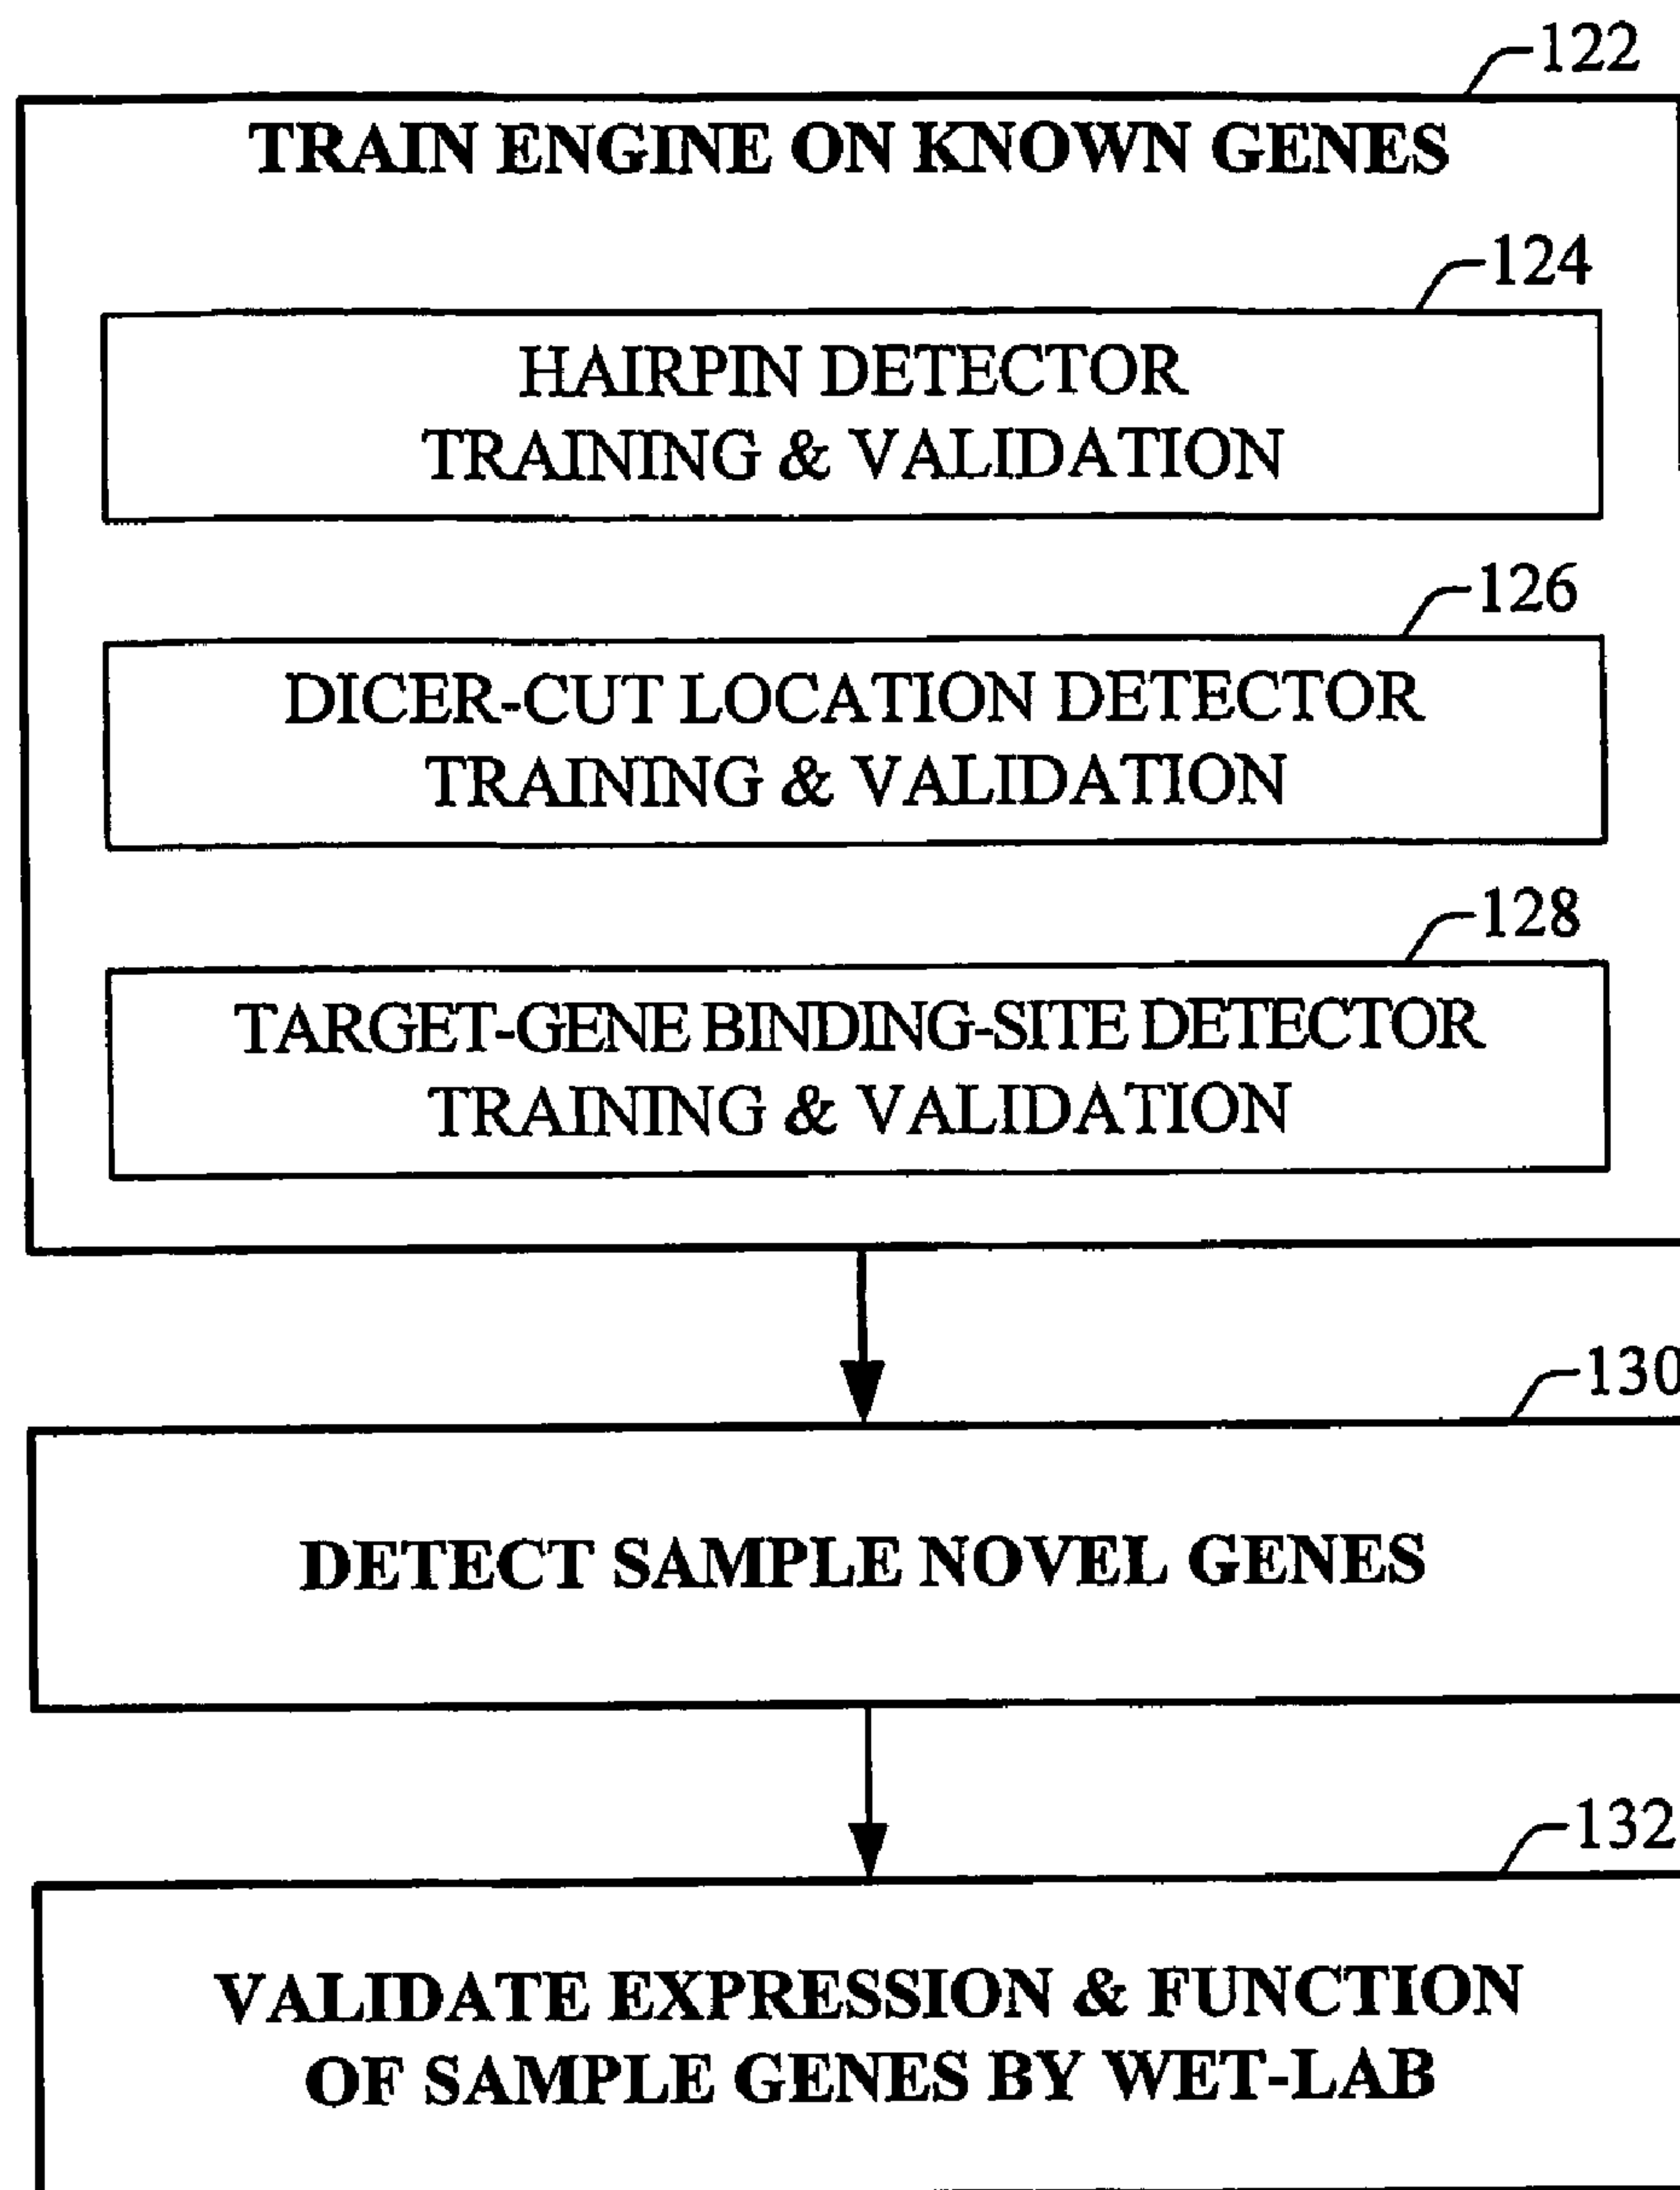 122
TRAIN ENGINE ON KNOWN GENES
124
HAIRPIN DETECTOR
TRAINING & VALIDATION
126
DICER-CUT LOCATION DETECTOR
TRAINING & VALIDATION
128
TARGET-GENE BINDING-SITE DETECTOR
TRAINING & VALIDATION
130
DETECT SAMPLE NOVEL GENES
132
VALIDATE EXPRESSION & FUNCTION
OF SAMPLE GENES BY WET-LAB